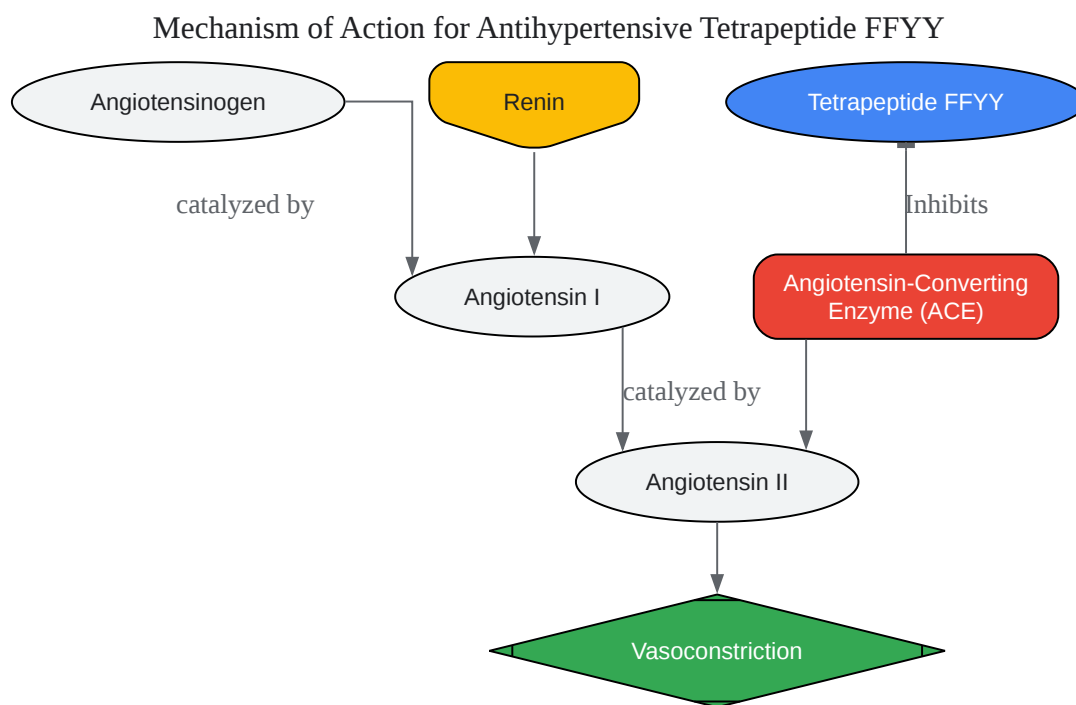 Mechanism of Action for Antihypertensive Tetrapeptide FFYY
Angiotensinogen
Renin
Tetrapeptide FFYY
catalyzed by
Inhibits
Angiotensin I
Angiotensin-Converting
Enzyme (ACE)
catalyzed by
Angiotensin II
Vasoconstriction